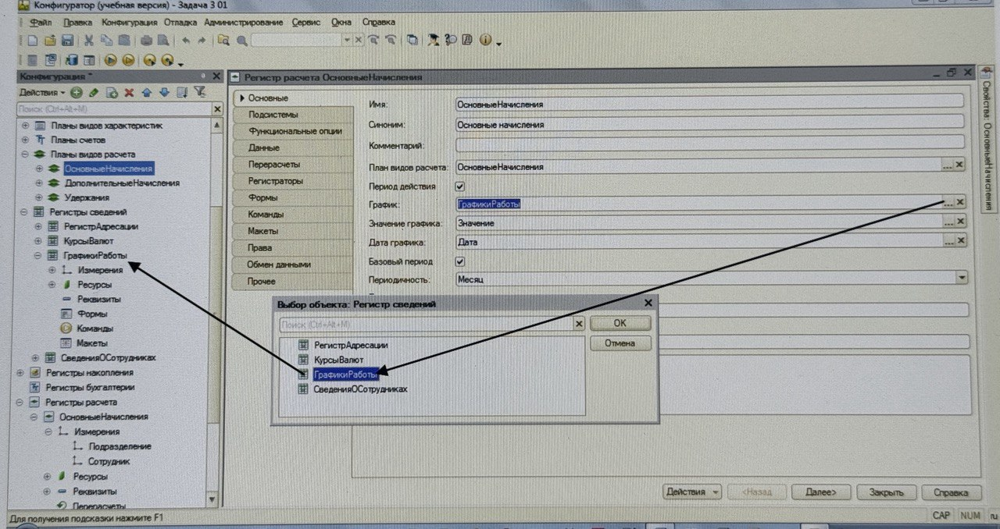 Конфигуратор (учебная версия) - Задача 3 01
Файл Правка Конфигурация Отладка Администрирование Сервис Окна Справка
Конфигурация *
Действия
Поиск (Ctrl+Alt+M)
Планы видов характеристик
Планы счетов
Планы видов расчета
ОсновныеНачисления
ДополнительныеНачисления
Удержания
Регистры сведений
РегистрАдресации
КурсыВалют
ГрафикиРаботы
Измерения
Ресурсы
Реквизиты
Формы
Команды
Макеты
СведенияОСотрудниках
Регистры накопления
Регистры бухгалтерии
Регистры расчета
ОсновныеНачисления
Измерения
Подразделение
Сотрудник
Ресурсы
Реквизиты
Перерасчеты
Регистр расчета ОсновныеНачисления
Основные
Подсистемы
Функциональные опции
Данные
Перерасчеты
Регистраторы
Формы
Команды
Макеты
Права
Обмен данными
Прочее
Имя: ОсновныеНачисления
Синоним: Основные начисления
Комментарий:
План видов расчета: ОсновныеНачисления ...
Период действия
График: ГрафикиРаботы ...
Значение графика: Значение ...
Дата графика: Дата ...
Базовый период
Периодичность: Месяц
Выбор объекта: Регистр сведений
Поиск (Ctrl+Alt+M)
OK
Отмена
РегистрАдресации
КурсыВалют
ГрафикиРаботы
СведенияОСотрудниках
Действия <Назад Далее> Закрыть Справка
Свойства: ОсновныеНачисления
Для получения подсказки нажмите F1
CAP NUM ru